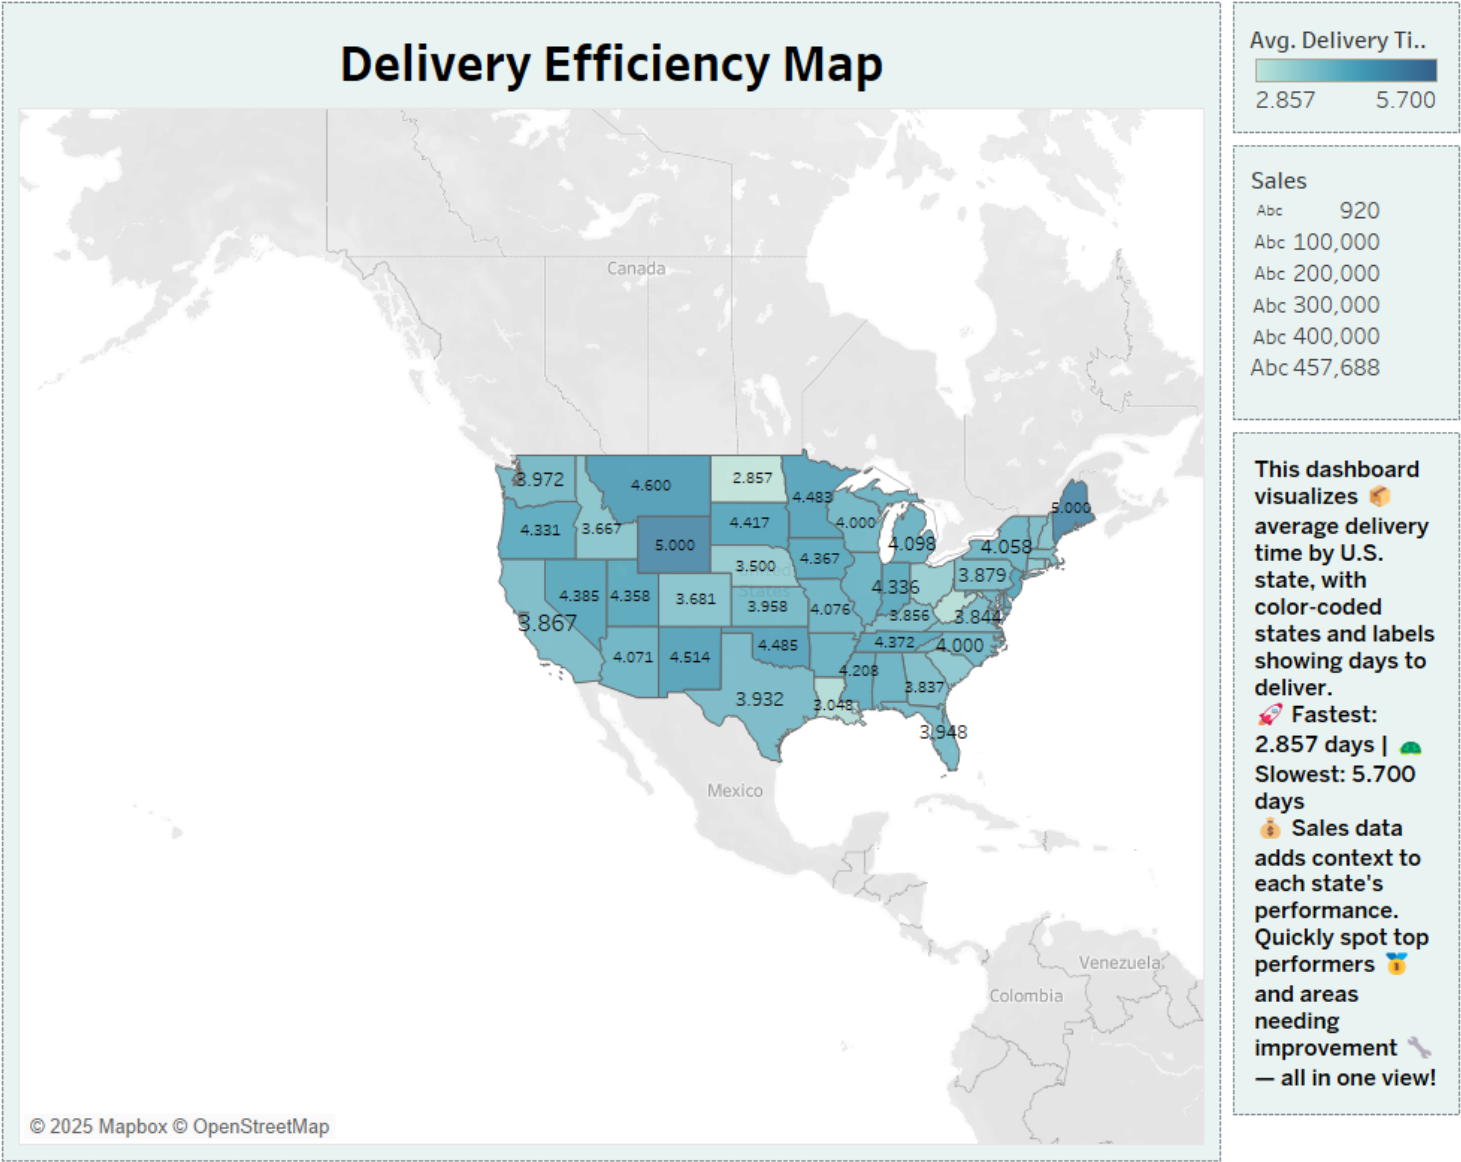 Delivery Efficiency Map
Avg. Delivery Ti..
2.857 5.700
Sales
Abc 920
Abc 100,000
Abc 200,000
Abc 300,000
Abc 400,000
Abc 457,688
Canada
3.972
4.600
2.857
4.483
5.000
4.331
3.667
5.000
4.417
4.000
4.098
4.058
3.500
4.367
3.879
United
States
4.385
4.358
3.681
3.958
4.076
4.336
3.856
3.844
3.867
4.071
4.514
4.485
4.372
4.000
4.208
3.932
3.048
3.837
3.948
Mexico
Venezuela
Colombia
© 2025 Mapbox © OpenStreetMap
This dashboard
visualizes 📦
average delivery
time by U.S.
state, with
color-coded
states and labels
showing days to
deliver.
🚀 Fastest:
2.857 days | 🐢
Slowest: 5.700
days
💰 Sales data
adds context to
each state's
performance.
Quickly spot top
performers 🥇
and areas
needing
improvement 🔧
— all in one view!